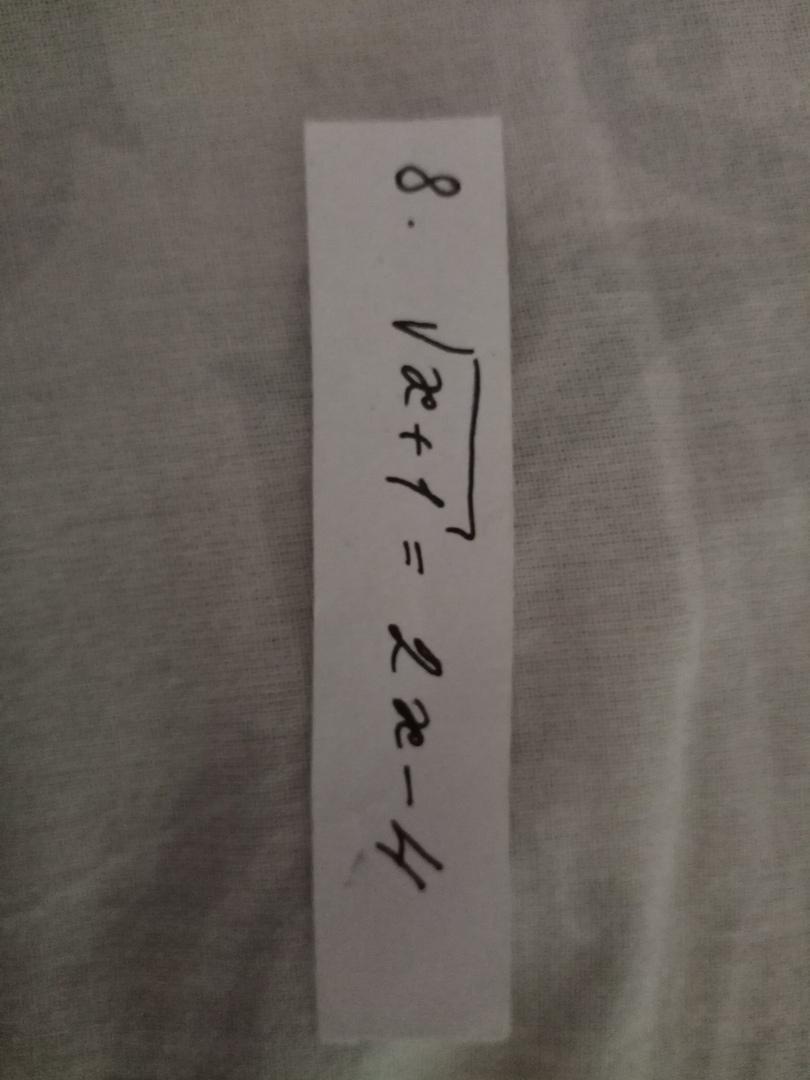 8. √x+1 = 2x-4